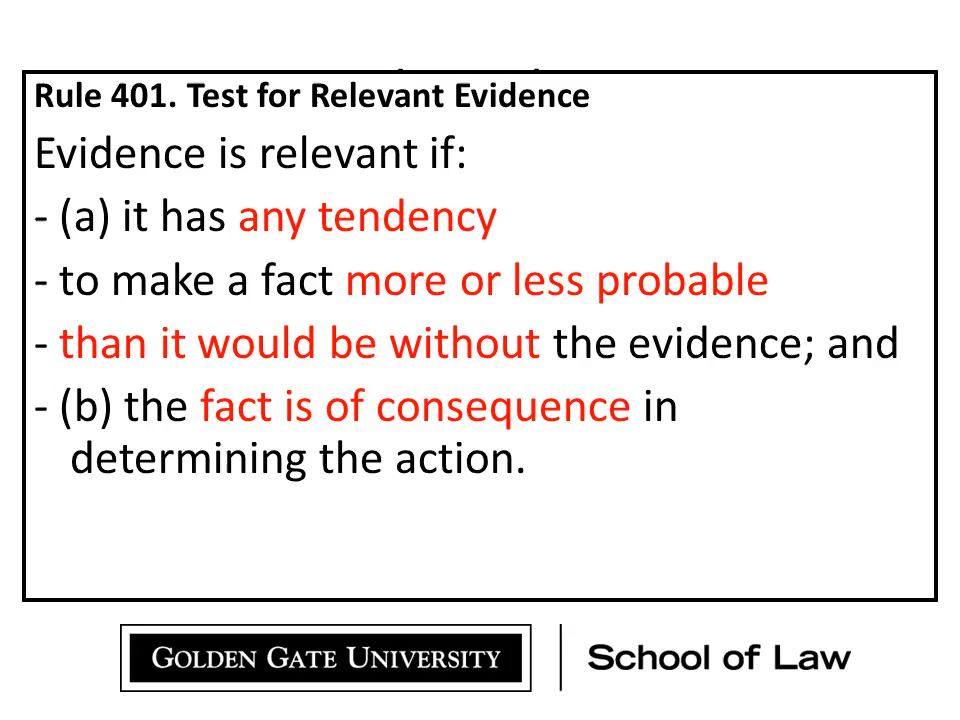 Rule 401. Test for Relevant Evidence
Evidence is relevant if:
- (a) it has any tendency
- to make a fact more or less probable
- than it would be without the evidence; and
- (b) the fact is of consequence in
determining the action.
GOLDEN GATE UNIVERSITY
School of Law